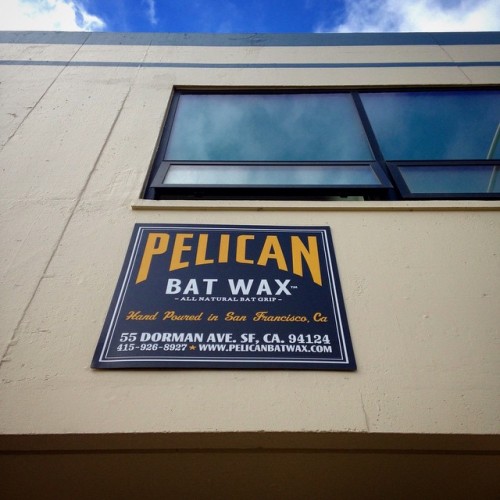 PELICAN
BAT WAX™
- ALL NATURAL BAT GRIP -
Hand Poured in San Francisco, Ca
55 DORMAN AVE. SF, CA. 94124
415-926-8927 ★ WWW.PELICANBATWAX.COM